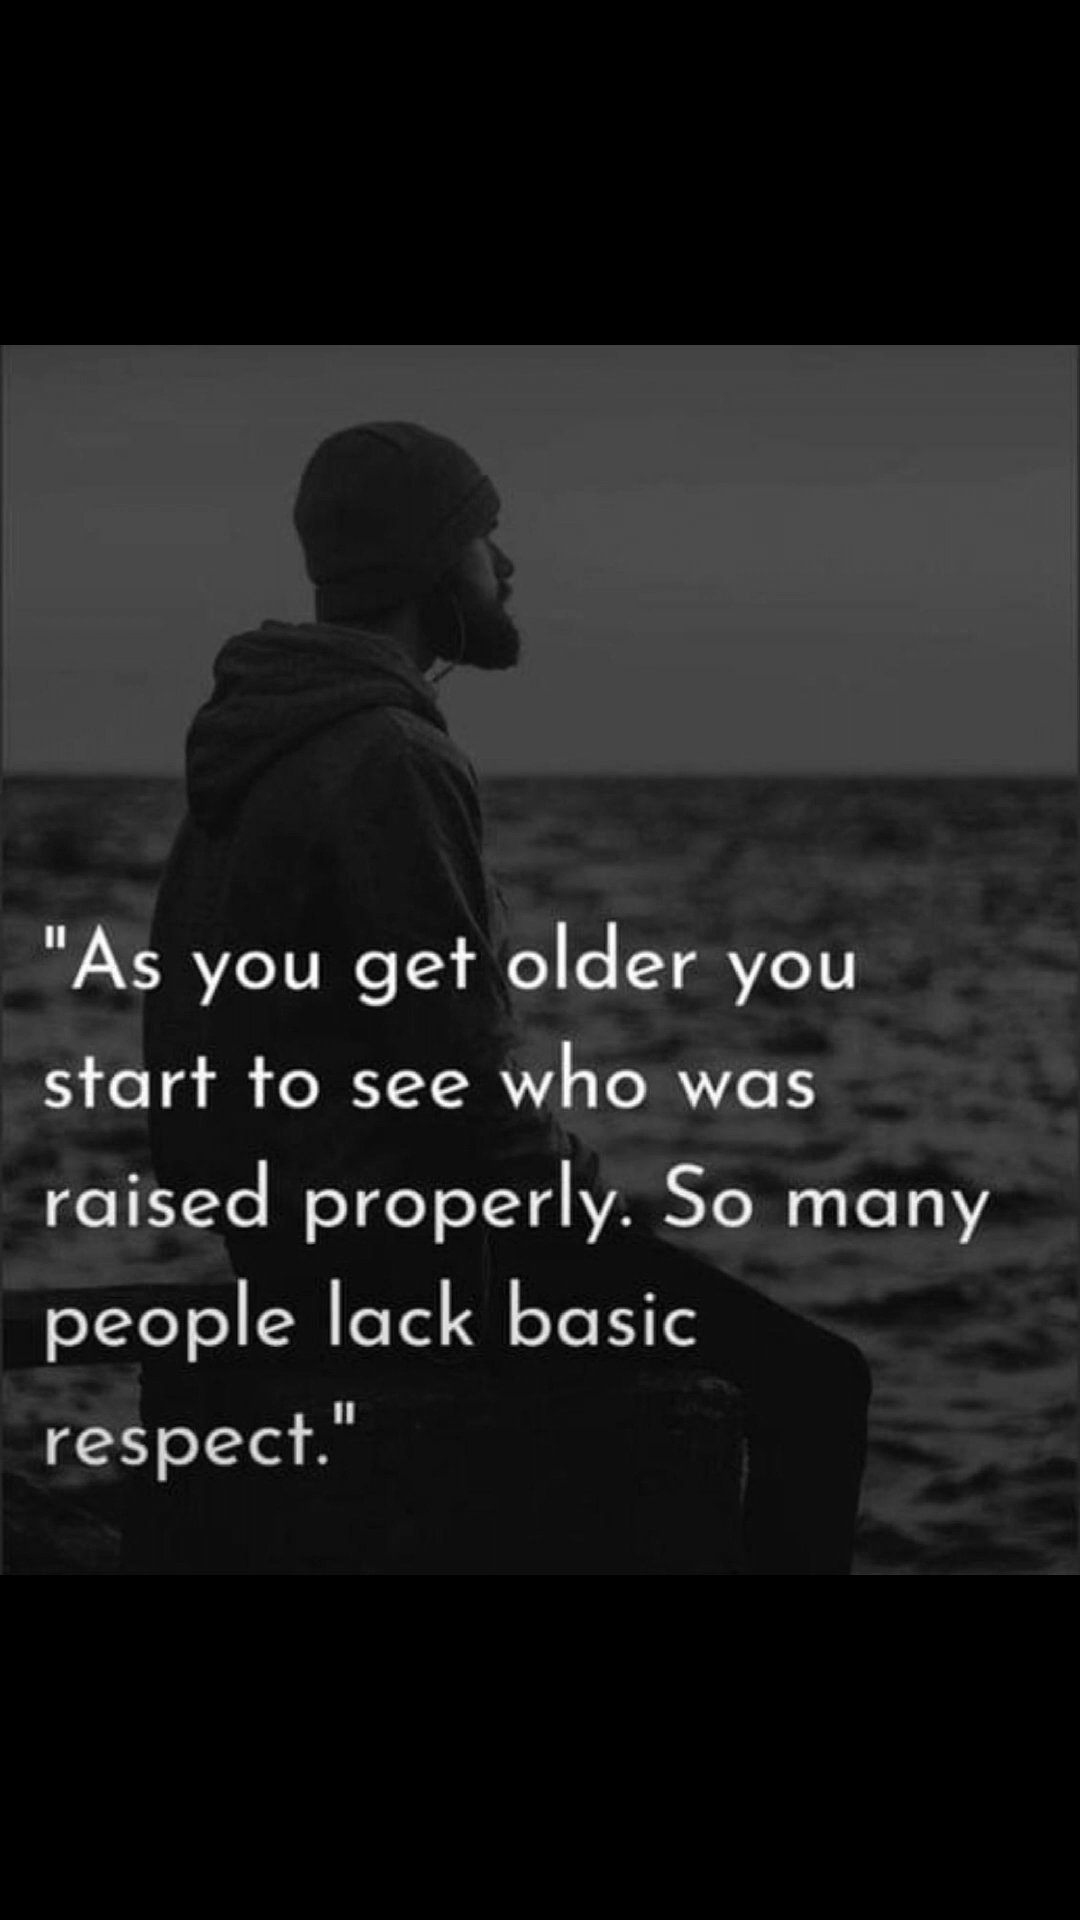 "As you get older you
start to see who was
raised properly. So many
people lack basic
respect."